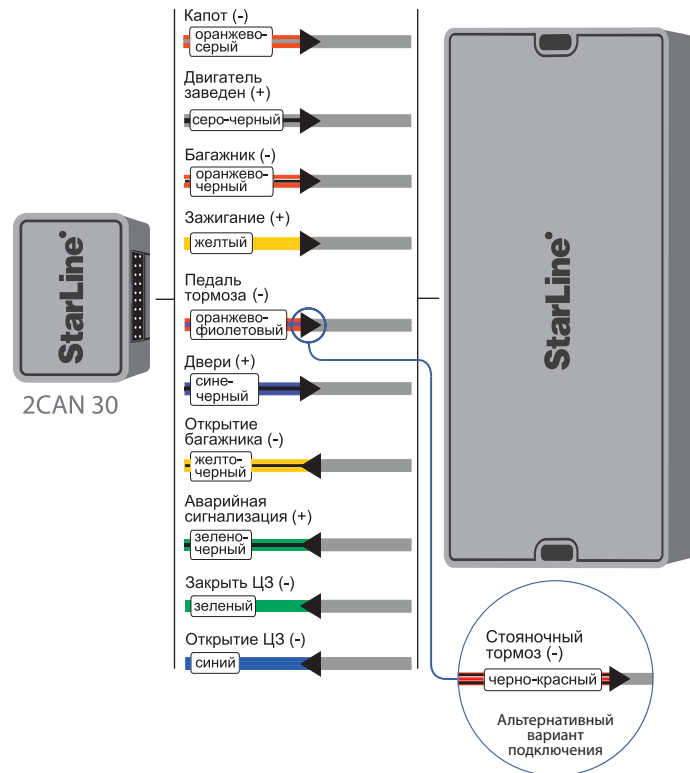 Капот (-)
оранжево-
серый
Двигатель
заведен (+)
серо-черный
Багажник (-)
оранжево-
черный
Зажигание (+)
желтый
Педаль
тормоза (-)
оранжево-
фиолетовый
Двери (+)
сине-
черный
Открытие
багажника (-)
желто-
черный
Аварийная
сигнализация (+)
зелено-
черный
Закрыть ЦЗ (-)
зеленый
Открытие ЦЗ (-)
синий
StarLine
2CAN 30
StarLine
Стояночный
тормоз (-)
черно-красный
Альтернативный
вариант
подключения